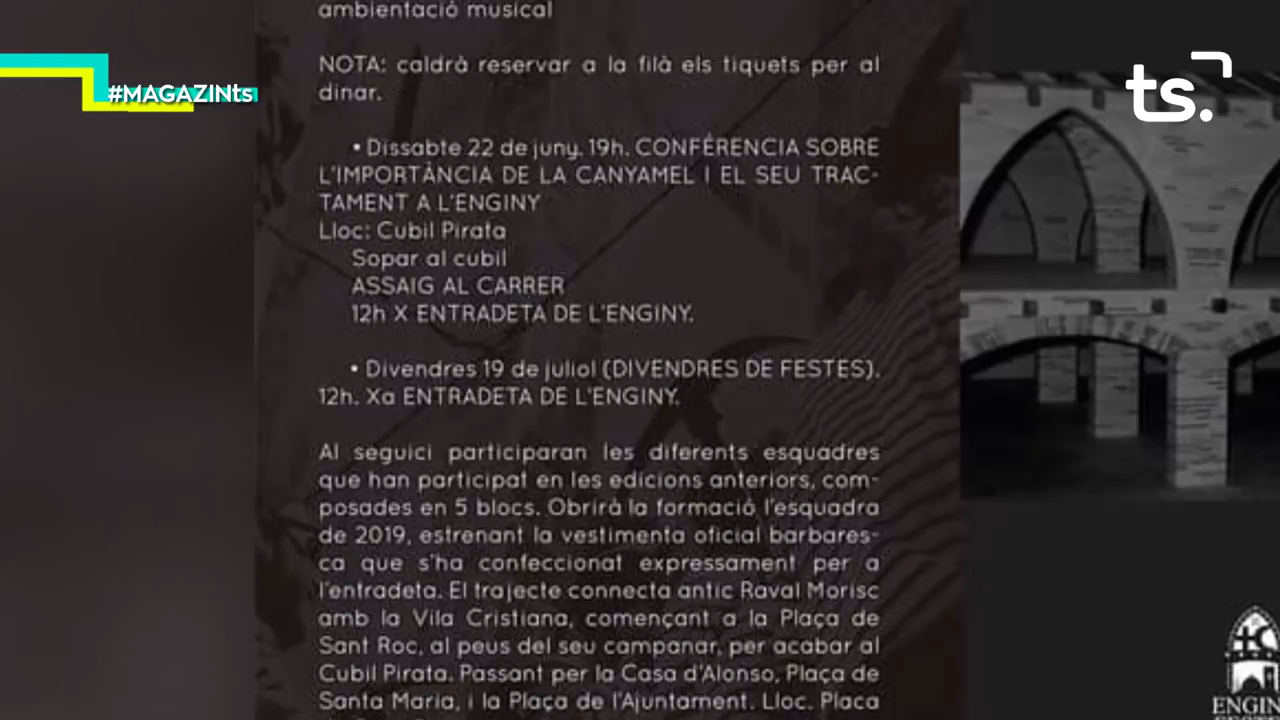 ambientació musical
#MAGAZINts
ts.
NOTA: caldrà reservar a la filà els tiquets per al
dinar.
• Dissabte 22 de juny. 19h. CONFÈRENCIA SOBRE
L'IMPORTÀNCIA DE LA CANYAMEL I EL SEU TRAC-
TAMENT A L'ENGINY
Lloc: Cubil Pirata
Sopar al cubil
ASSAIG AL CARRER
12h X ENTRADETA DE L'ENGINY.
• Divendres 19 de juliol (DIVENDRES DE FESTES).
12h. Xa ENTRADETA DE L'ENGINY.
Al seguici participaran les diferents esquadres
que han participat en les edicions anteriors, com-
posades en 5 blocs. Obrirà la formació l'esquadra
de 2019, estrenant la vestimenta oficial barbares-
ca que s'ha confeccionat expressament per a
l'entradeta. El trajecte connecta antic Raval Morisc
amb la Vila Cristiana, començant a la Plaça de
Sant Roc, al peus del seu campanar, per acabar al
Cubil Pirata. Passant per la Casa d'Alonso, Plaça de
Santa Maria, i la Plaça de l'Ajuntament. Lloc. Placa
ENGIN